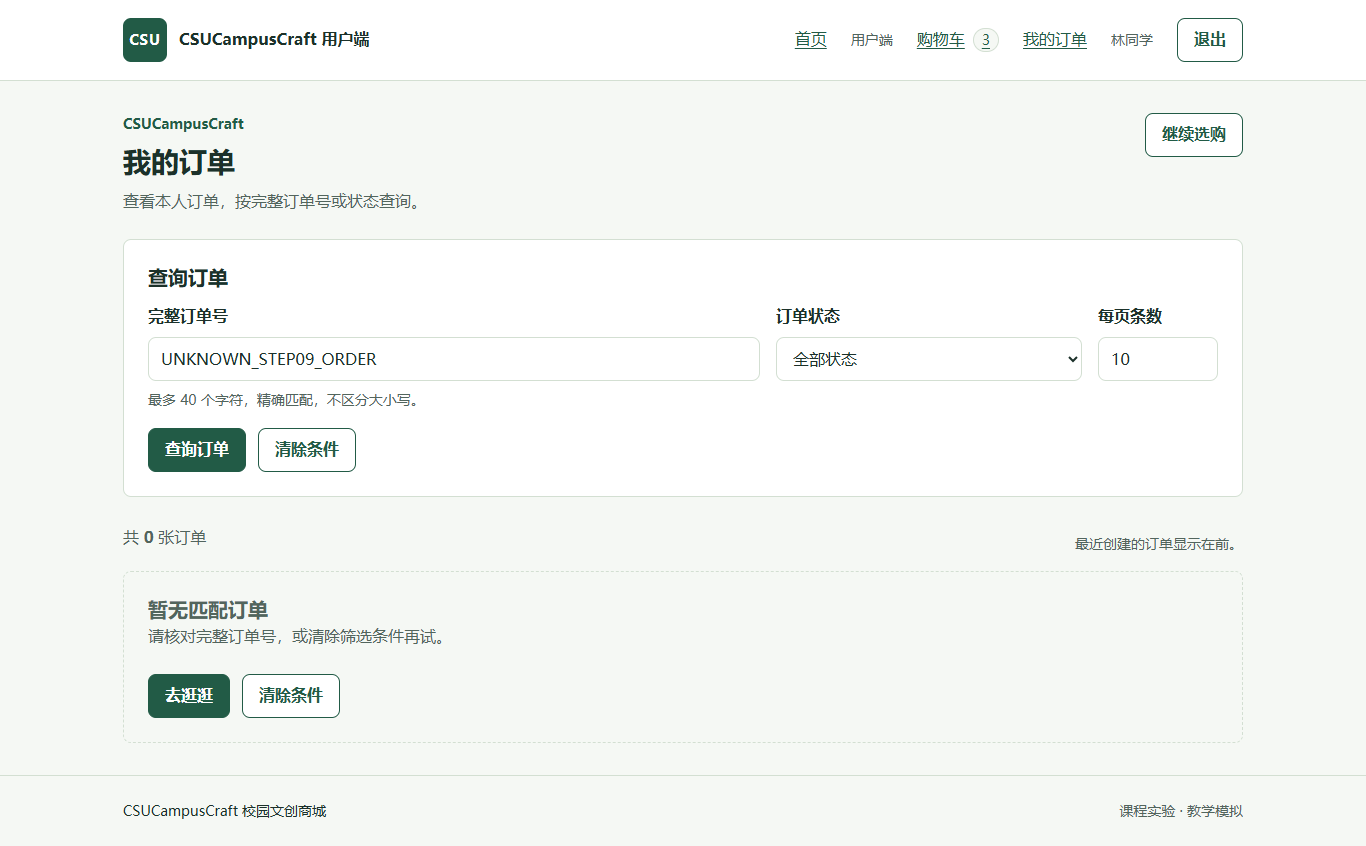 CSU CSUCampusCraft 用户端 首页 用户端 购物车 3 我的订单 林同学 退出
CSUCampusCraft
我的订单
继续选购
查看本人订单，按完整订单号或状态查询。
查询订单
完整订单号 订单状态 每页条数
UNKNOWN_STEP09_ORDER 全部状态 10
最多 40 个字符，精确匹配，不区分大小写。
查询订单 清除条件
共 0 张订单 最近创建的订单显示在前。
暂无匹配订单
请核对完整订单号，或清除筛选条件再试。
去逛逛 清除条件
CSUCampusCraft 校园文创商城 课程实验 · 教学模拟